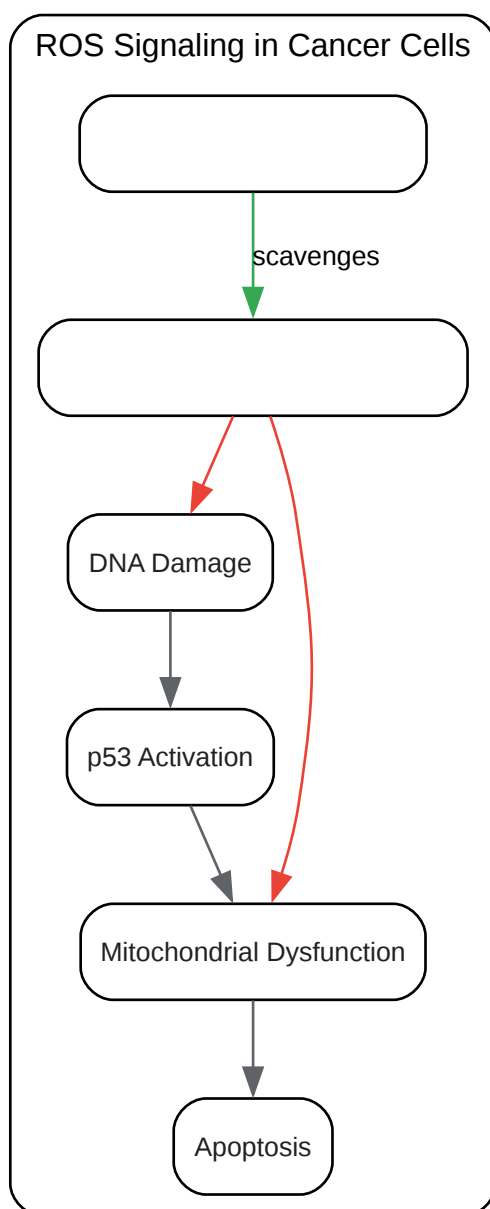 ROS Signaling in Cancer Cells
scavenges
DNA Damage
p53 Activation
Mitochondrial Dysfunction
Apoptosis